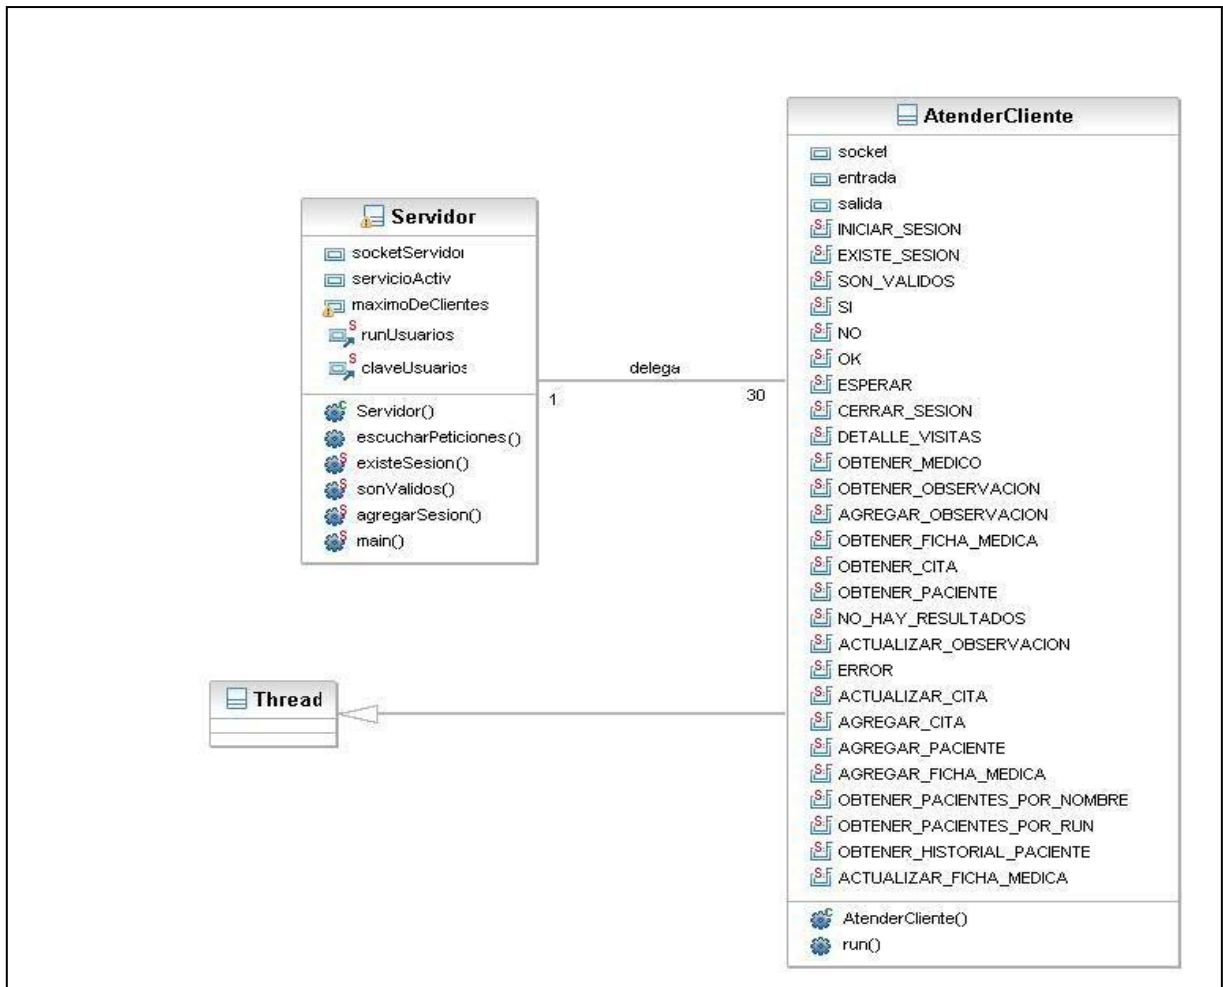 Servidor
socketServidor
servicioActiv
maximoDeClientes
runUsuarios
claveUsuarios
Servidor()
escucharPeticiones()
existeSesion()
sonValidos()
agregarSesion()
main()
delega
1
30
Thread
AtenderCliente
socket
entrada
salida
INICIAR_SESION
EXISTE_SESION
SON_VALIDOS
SI
NO
OK
ESPERAR
CERRAR_SESION
DETALLE_VISITAS
OBTENER_MEDICO
OBTENER_OBSERVACION
AGREGAR_OBSERVACION
OBTENER_FICHA_MEDICA
OBTENER_CITA
OBTENER_PACIENTE
NO_HAY_RESULTADOS
ACTUALIZAR_OBSERVACION
ERROR
ACTUALIZAR_CITA
AGREGAR_CITA
AGREGAR_PACIENTE
AGREGAR_FICHA_MEDICA
OBTENER_PACIENTES_POR_NOMBRE
OBTENER_PACIENTES_POR_RUN
OBTENER_HISTORIAL_PACIENTE
ACTUALIZAR_FICHA_MEDICA
AtenderCliente()
run()